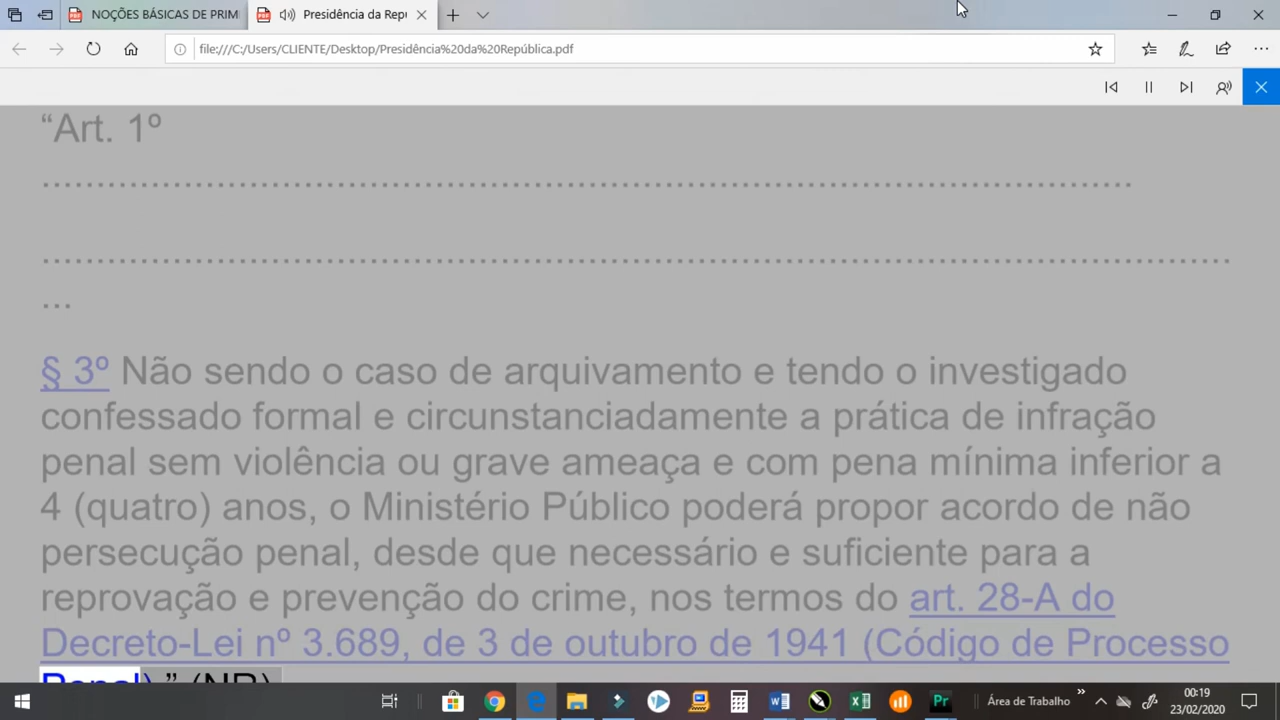 NOÇÕES BÁSICAS DE PRIM
Presidência da Repú
file:///C:/Users/CLIENTE/Desktop/Presidência%20da%20República.pdf
“Art. 1º
....................................................................................................
.............................................................................................................
...
§ 3º Não sendo o caso de arquivamento e tendo o investigado
confessado formal e circunstanciadamente a prática de infração
penal sem violência ou grave ameaça e com pena mínima inferior a
4 (quatro) anos, o Ministério Público poderá propor acordo de não
persecução penal, desde que necessário e suficiente para a
reprovação e prevenção do crime, nos termos do art. 28-A do
Decreto-Lei nº 3.689, de 3 de outubro de 1941 (Código de Processo
Penal).” (NR)
Área de Trabalho
00:19
23/02/2020